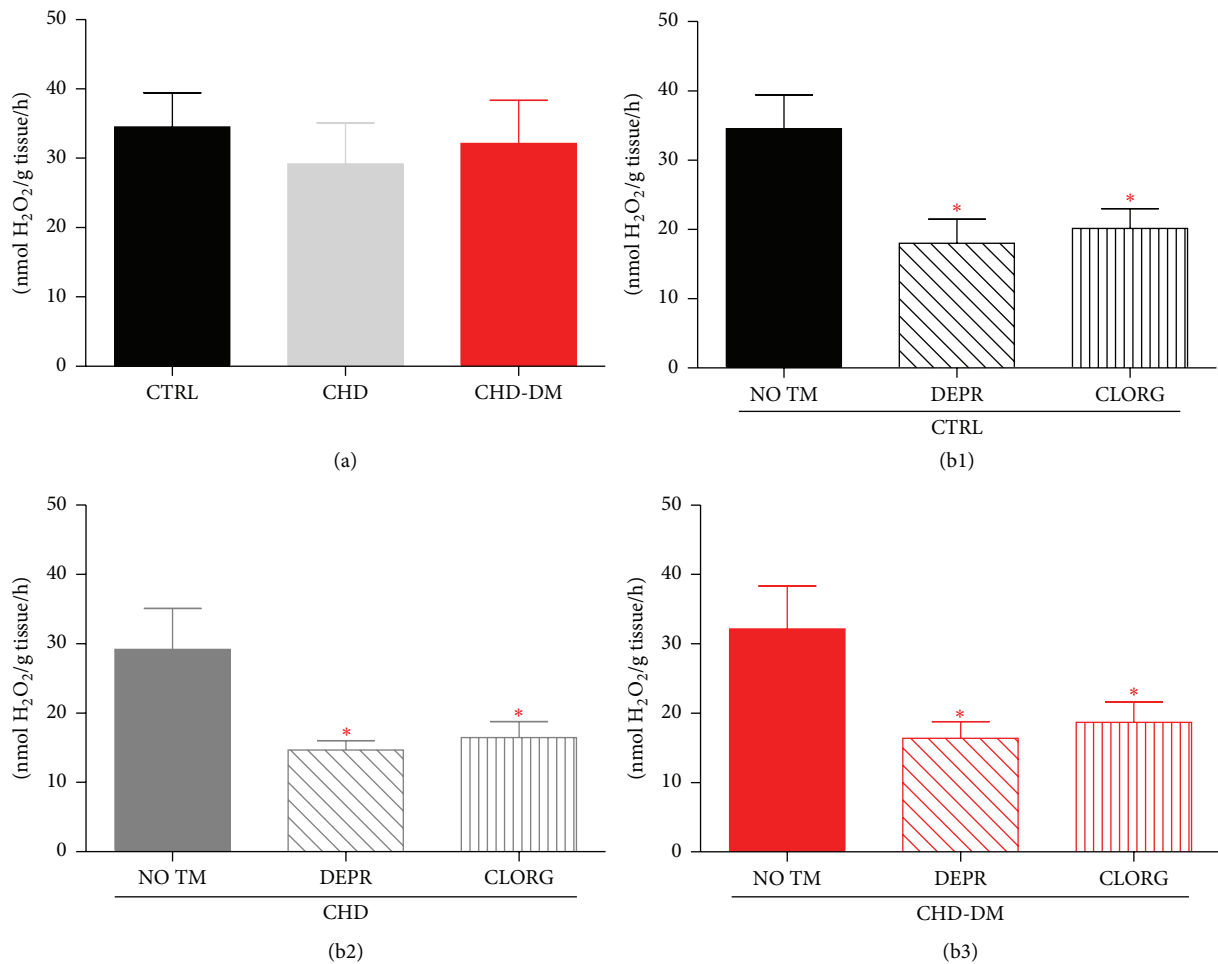 50
40
30
20
10
0
(nmol H₂O₂/g tissue/h)
CTRL CHD CHD-DM
(a)
50
40
30
20
10
0
(nmol H₂O₂/g tissue/h)
*
*
NO TM DEPR CLORG
CTRL
(b1)
50
40
30
20
10
0
(nmol H₂O₂/g tissue/h)
*
*
NO TM DEPR CLORG
CHD
(b2)
50
40
30
20
10
0
(nmol H₂O₂/g tissue/h)
*
*
NO TM DEPR CLORG
CHD-DM
(b3)